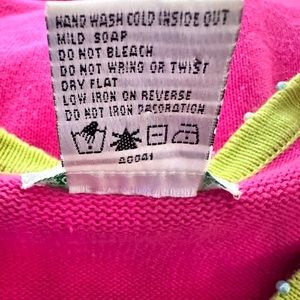 HAND WASH COLD INSIDE OUT
MILD SOAP
DO NOT BLEACH
DO NOT WRING OR TWIST
DRY FLAT
LOW IRON ON REVERSE
DO NOT IRON DECORATION
A0041